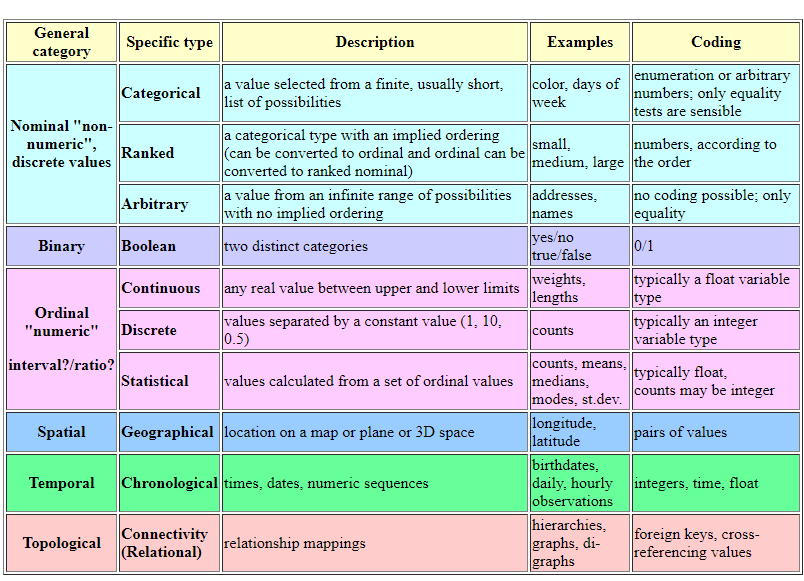 General category
Specific type
Description
Examples
Coding
Nominal "non-
numeric",
discrete values
Categorical
a value selected from a finite, usually short,
list of possibilities
color, days of
week
enumeration or arbitrary
numbers; only equality
tests are sensible
Ranked
a categorical type with an implied ordering
(can be converted to ordinal and ordinal can be
converted to ranked nominal)
small,
medium, large
numbers, according to
the order
Arbitrary
a value from an infinite range of possibilities
with no implied ordering
addresses,
names
no coding possible; only
equality
Binary
Boolean
two distinct categories
yes/no
true/false
0/1
Ordinal
"numeric"
interval?/ratio?
Continuous
any real value between upper and lower limits
weights,
lengths
typically a float variable
type
Discrete
values separated by a constant value (1, 10,
0.5)
counts
typically an integer
variable type
Statistical
values calculated from a set of ordinal values
counts, means,
medians,
modes, st.dev.
typically float,
counts may be integer
Spatial
Geographical
location on a map or plane or 3D space
longitude,
latitude
pairs of values
Temporal
Chronological
times, dates, numeric sequences
birthdates,
daily, hourly
observations
integers, time, float
Topological
Connectivity
(Relational)
relationship mappings
hierarchies,
graphs, di-
graphs
foreign keys, cross-
referencing values